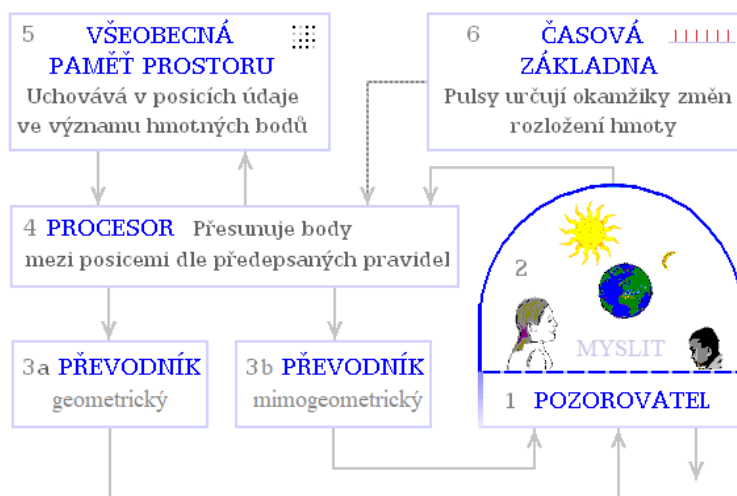 5 VŠEOBECNÁ
PAMĚŤ PROSTORU
Uchovává v posicích údaje
ve významu hmotných bodů
6 ČASOVÁ
ZÁKLADNA
Pulsy určují okamžiky změn
rozložení hmoty
4 PROCESOR Přesunuje body
mezi posicemi dle předepsaných pravidel
2
MYSLIT
3a PŘEVODNÍK
geometrický
3b PŘEVODNÍK
mimogeometrický
1 POZOROVATEL